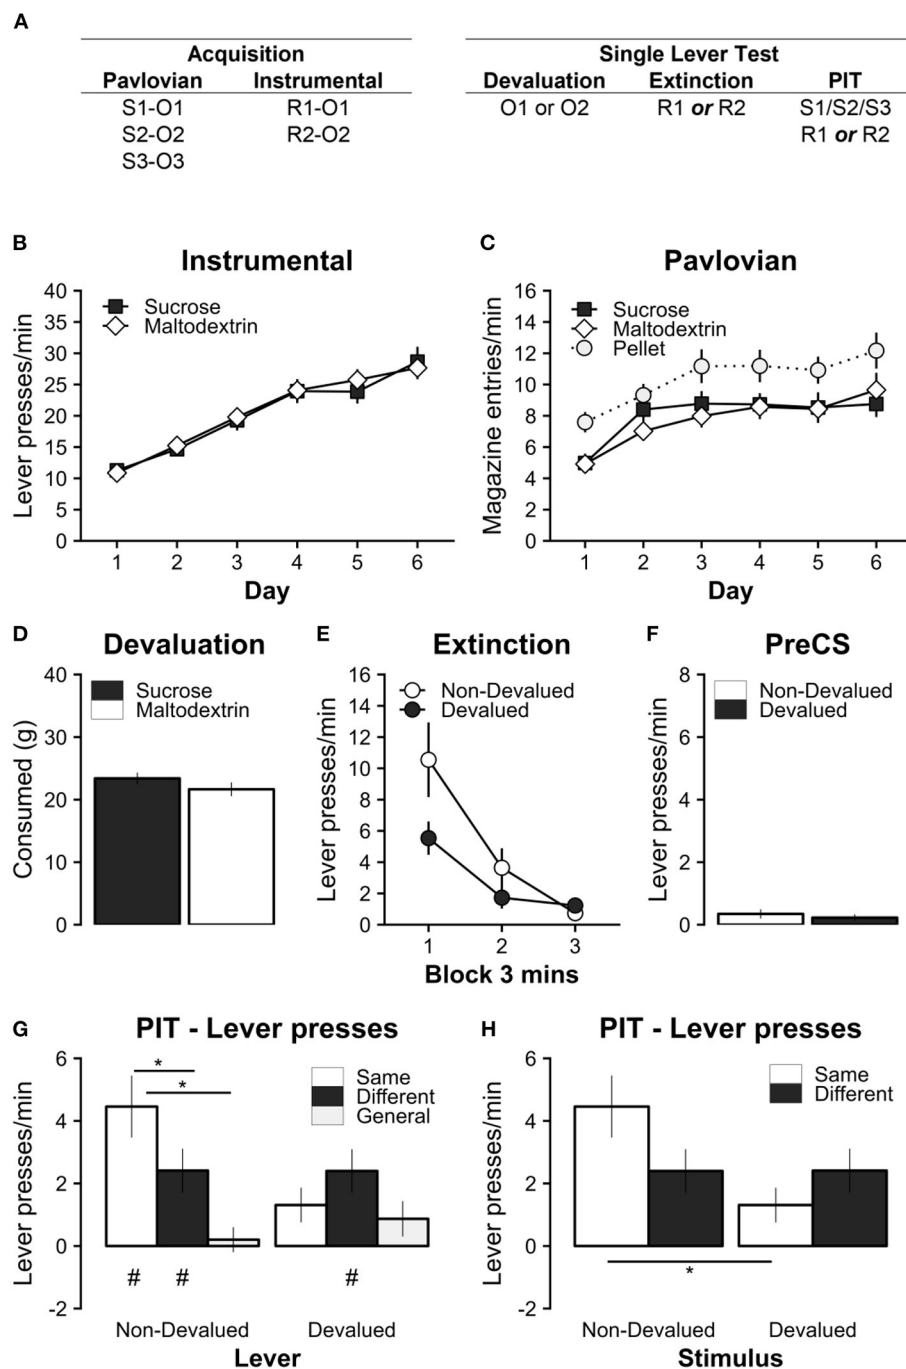 A
Acquisition
Pavlovian Instrumental
S1-O1 R1-O1
S2-O2 R2-O2
S3-O3
Single Lever Test
Devaluation Extinction PIT
O1 or O2 R1 or R2 S1/S2/S3
R1 or R2
B
Instrumental
Lever presses/min
40
35
30
25
20
15
10
5
0
Sucrose
Maltodextrin
1 2 3 4 5 6
Day
C
Pavlovian
Magazine entries/min
16
14
12
10
8
6
4
2
0
Sucrose
Maltodextrin
Pellet
1 2 3 4 5 6
Day
D
Devaluation
Consumed (g)
40
30
20
10
0
Sucrose
Maltodextrin
E
Extinction
Lever presses/min
16
14
12
10
8
6
4
2
0
Non-Devalued
Devalued
1 2 3
Block 3 mins
F
PreCS
Lever presses/min
8
6
4
2
0
Non-Devalued
Devalued
G
PIT - Lever presses
Lever presses/min
6
4
2
0
-2
*
*
Same
Different
General
# # #
Non-Devalued Devalued
Lever
H
PIT - Lever presses
Lever presses/min
6
4
2
0
-2
Same
Different
*
Non-Devalued Devalued
Stimulus